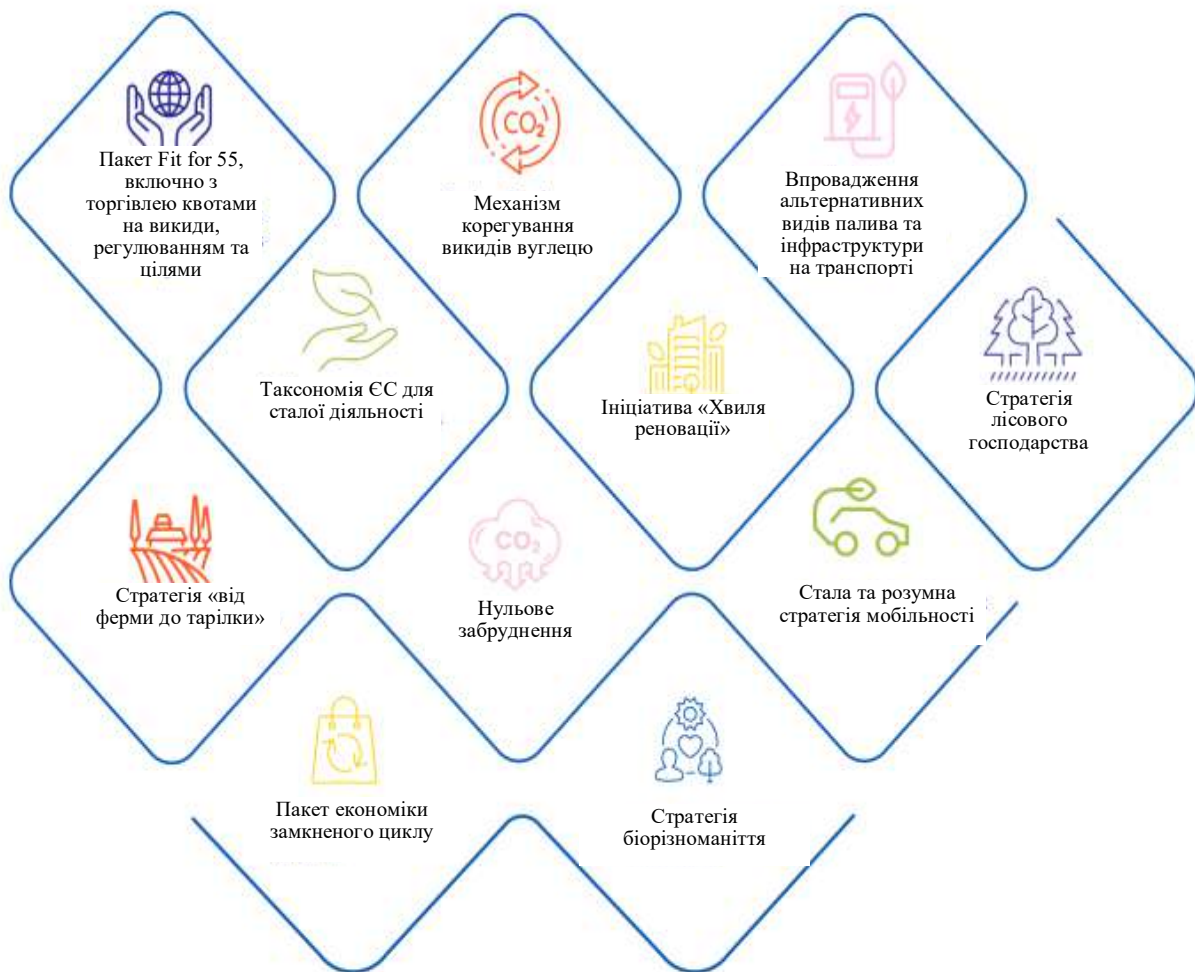 Пакет Fit for 55,
включно з
торгівлею квотами
на викиди,
регулюванням та
цілями
CO₂
Механізм
корегування
викидів вуглецю
Впровадження
альтернативних
видів палива та
інфраструктури
на транспорті
Таксономія ЄС для
сталої діяльності
Ініціатива «Хвиля
реновації»
Стратегія
лісового
господарства
Стратегія «від
ферми до тарілки»
CO₂
Нульове
забруднення
Стала та розумна
стратегія мобільності
Пакет економіки
замкненого циклу
Стратегія
біорізноманіття